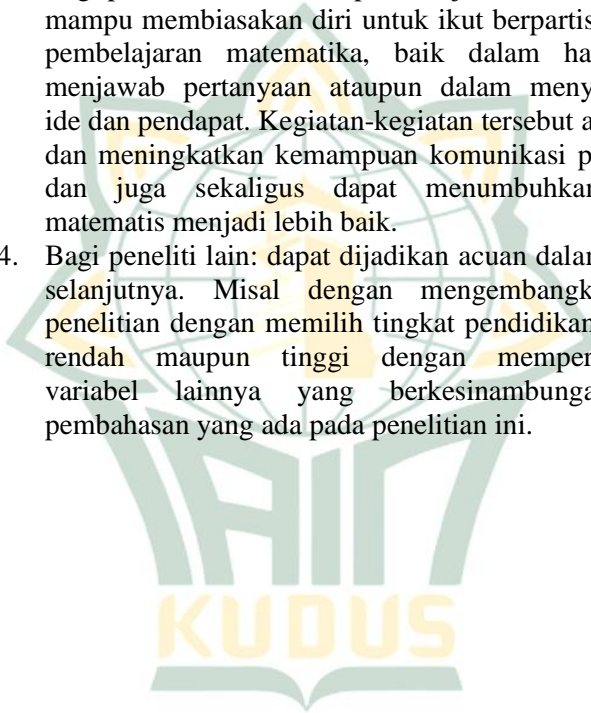 mampu membiasakan diri untuk ikut berpartis
pembelajaran matematika, baik dalam ha
menjawab pertanyaan ataupun dalam meny
ide dan pendapat. Kegiatan-kegiatan tersebut a
dan meningkatkan kemampuan komunikasi p
dan juga sekaligus dapat menumbuhkan
matematis menjadi lebih baik.
4. Bagi peneliti lain: dapat dijadikan acuan dalam
selanjutnya. Misal dengan mengembangk
penelitian dengan memilih tingkat pendidikan
rendah maupun tinggi dengan memper
variabel lainnya yang berkesinambunga
pembahasan yang ada pada penelitian ini.
IAIN
KUDUS